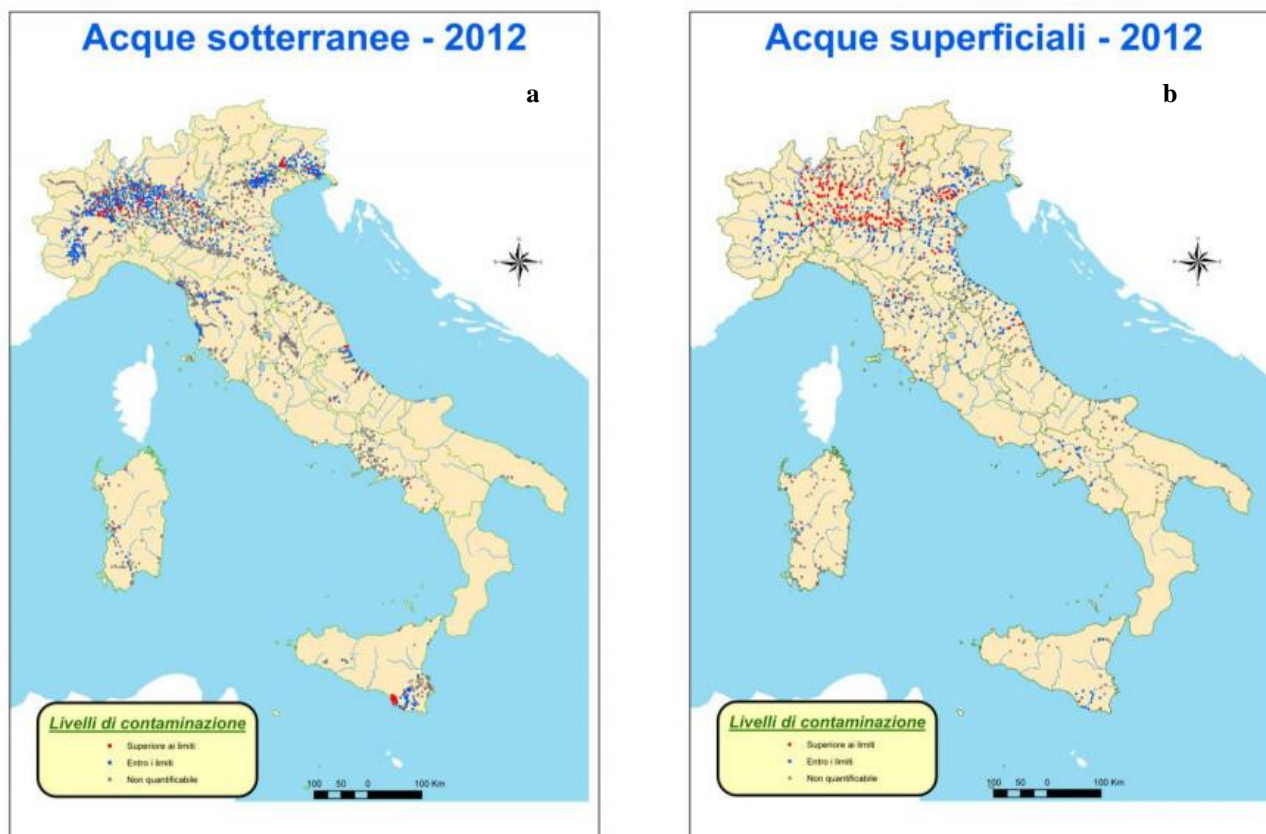 Acque sotterranee - 2012
a
Livelli di contaminazione
Superiore ai limiti
Entro i limiti
Non quantificabile
100 50 0 100 Km
Acque superficiali - 2012
b
Livelli di contaminazione
Superiore ai limiti
Entro i limiti
Non quantificabile
100 50 0 100 Km